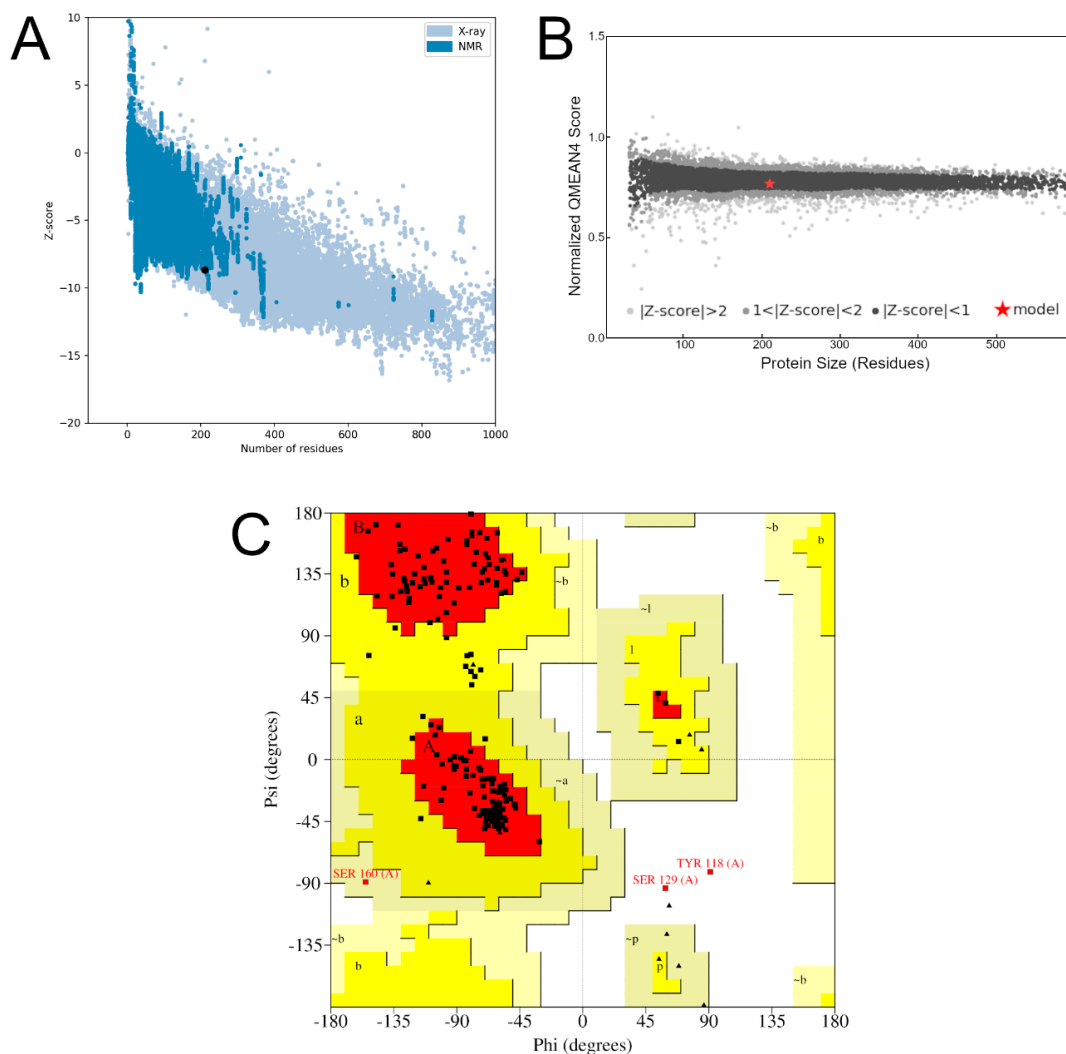 A
10
5
0
−5
−10
−15
−20
Z-score
0
200
400
600
800
1000
Number of residues
X-ray
NMR
B
1.5
1.0
0.5
0.0
Normalized QMEAN4 Score
|Z-score|>2
1<|Z-score|<2
|Z-score|<1
model
100
200
300
400
500
Protein Size (Residues)
C
180
135
90
45
0
-45
-90
-135
Psi (degrees)
B
b
~b
~b
b
~l
l
L
a
A
~a
SER 160 (A)
TYR 118 (A)
SER 129 (A)
~b
b
~p
p
~b
-180
-135
-90
-45
0
45
90
135
180
Phi (degrees)